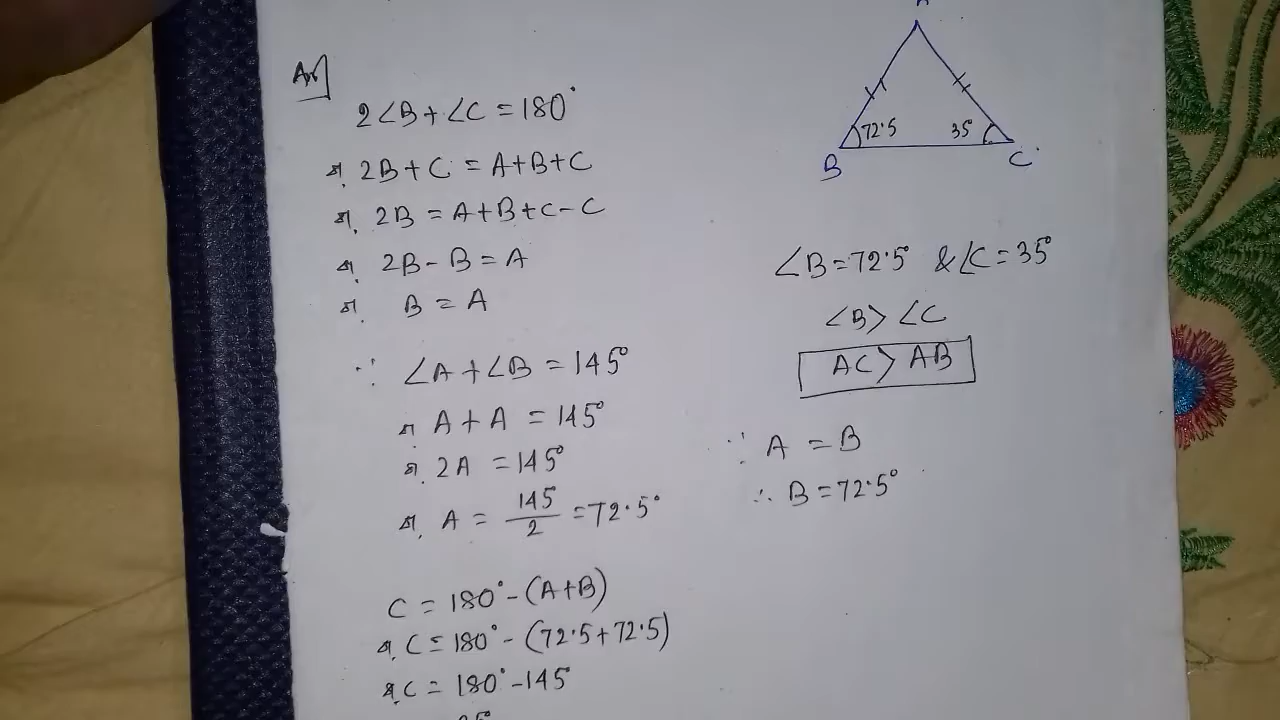 Ans
2∠B+∠C = 180°
বা, 2B+C = A+B+C
বা, 2B = A+B+C-C
বা, 2B-B = A
বা, B = A
∵ ∠A+∠B = 145°
বা A+A = 145°
বা, 2A = 145°
বা, A = 145/2 = 72.5°
C = 180°-(A+B)
বা, C = 180°-(72.5+72.5)
বা, C = 180°-145°
72.5 35
B C
∠B=72.5° & ∠C=35°
∠B > ∠C
AC > AB
∵ A = B
∴ B = 72.5°